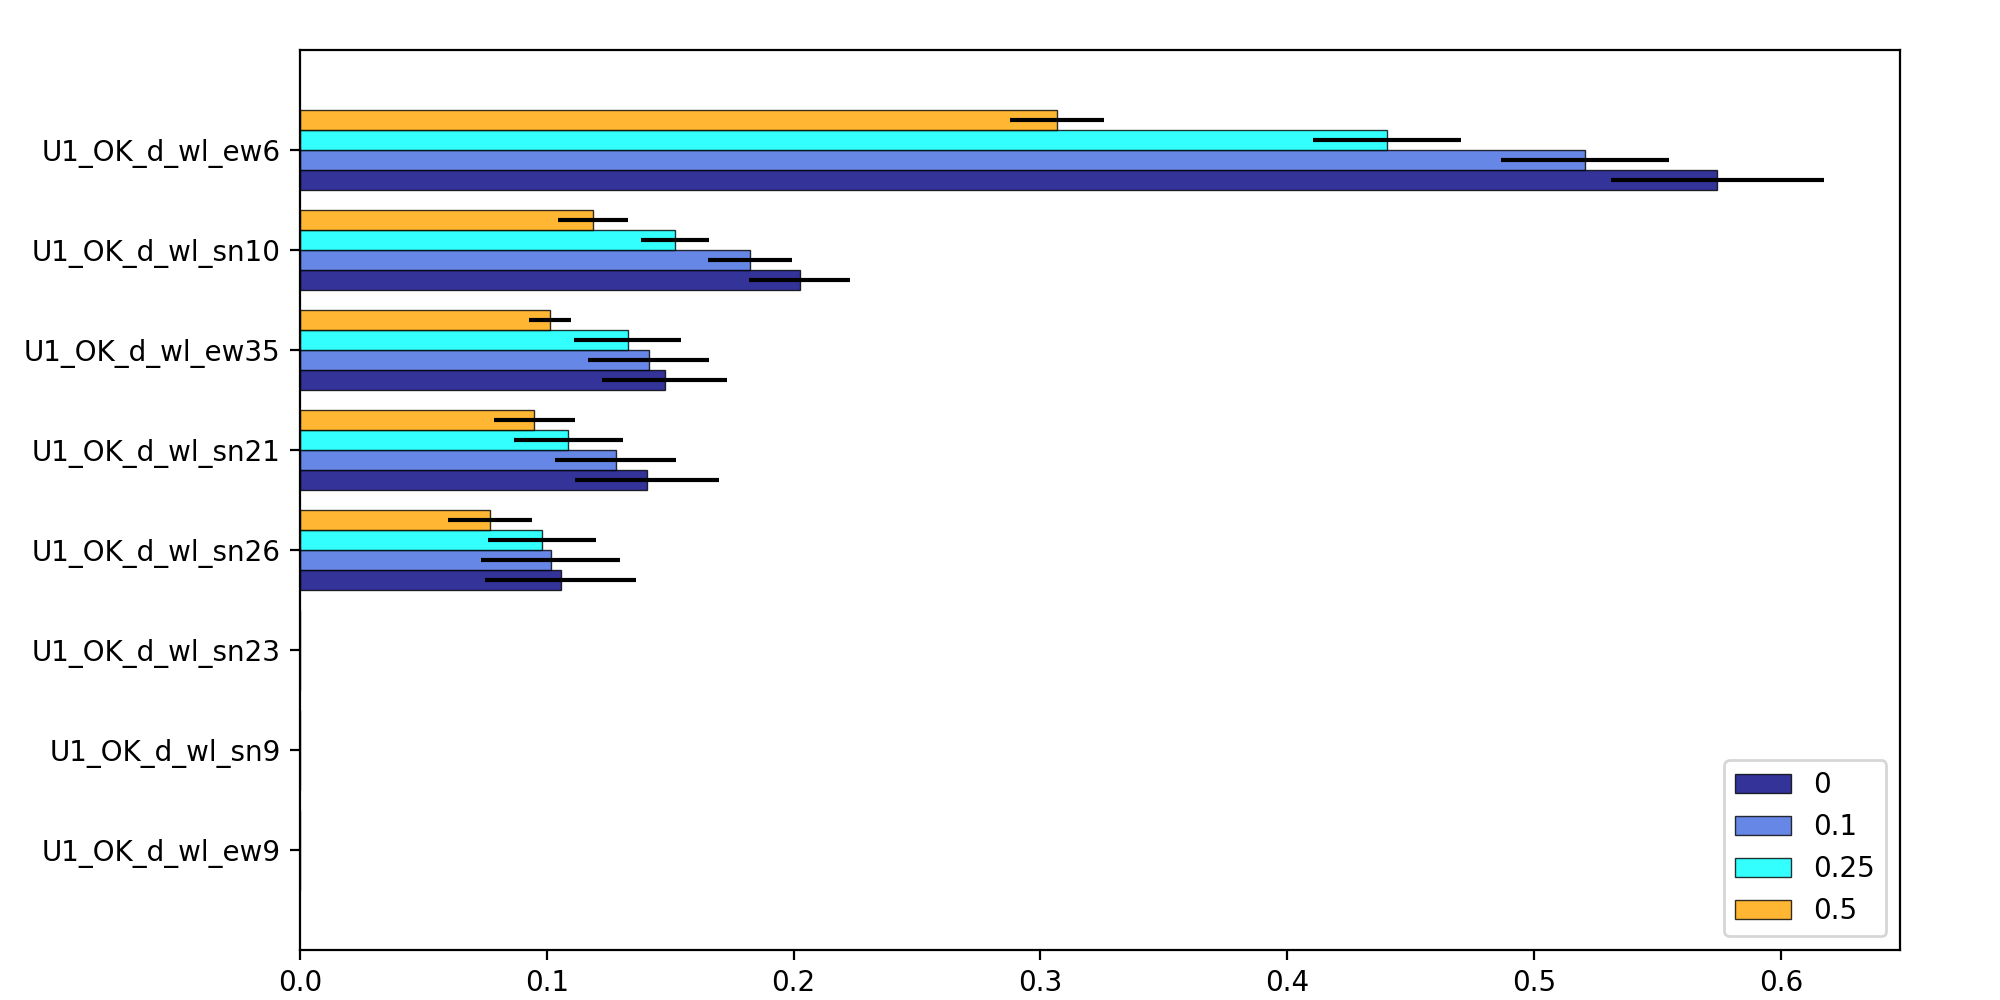 U1_OK_d_wl_ew6
U1_OK_d_wl_sn10
U1_OK_d_wl_ew35
U1_OK_d_wl_sn21
U1_OK_d_wl_sn26
U1_OK_d_wl_sn23
U1_OK_d_wl_sn9
U1_OK_d_wl_ew9
0
0.1
0.25
0.5
0.0 0.1 0.2 0.3 0.4 0.5 0.6